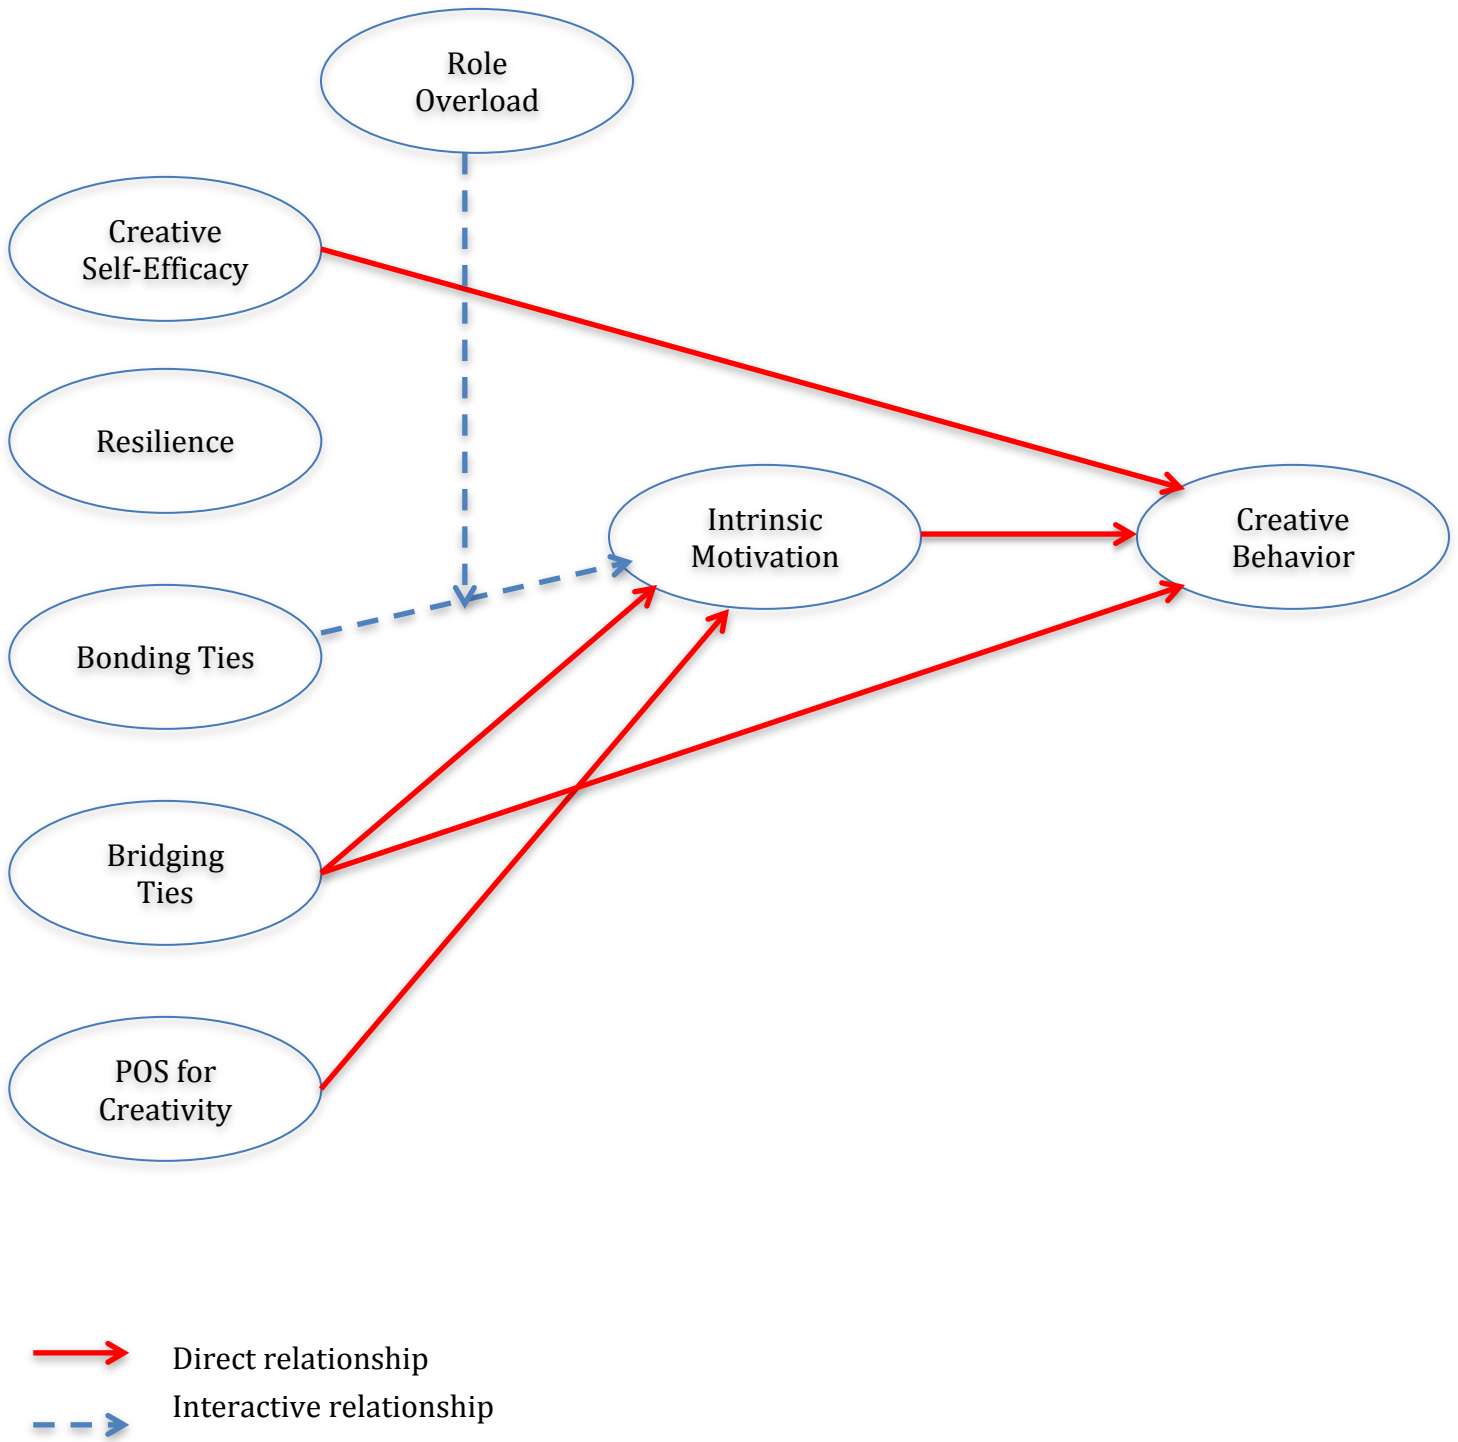 Role
Overload
Creative
Self-Efficacy
Resilience
Intrinsic
Motivation
Creative
Behavior
Bonding Ties
Bridging
Ties
POS for
Creativity
Direct relationship
Interactive relationship